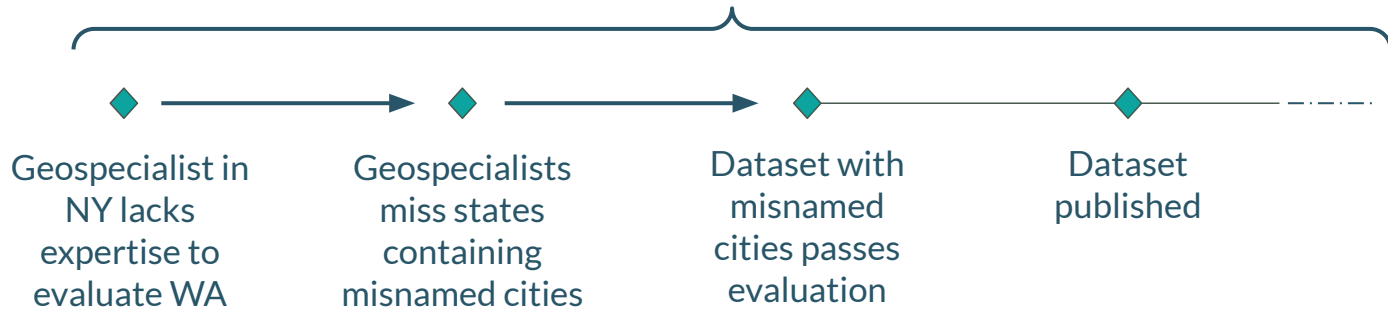 Geospecialist in
NY lacks
expertise to
evaluate WA
Geospecialists
miss states
containing
misnamed cities
Dataset with
misnamed
cities passes
evaluation
Dataset
published